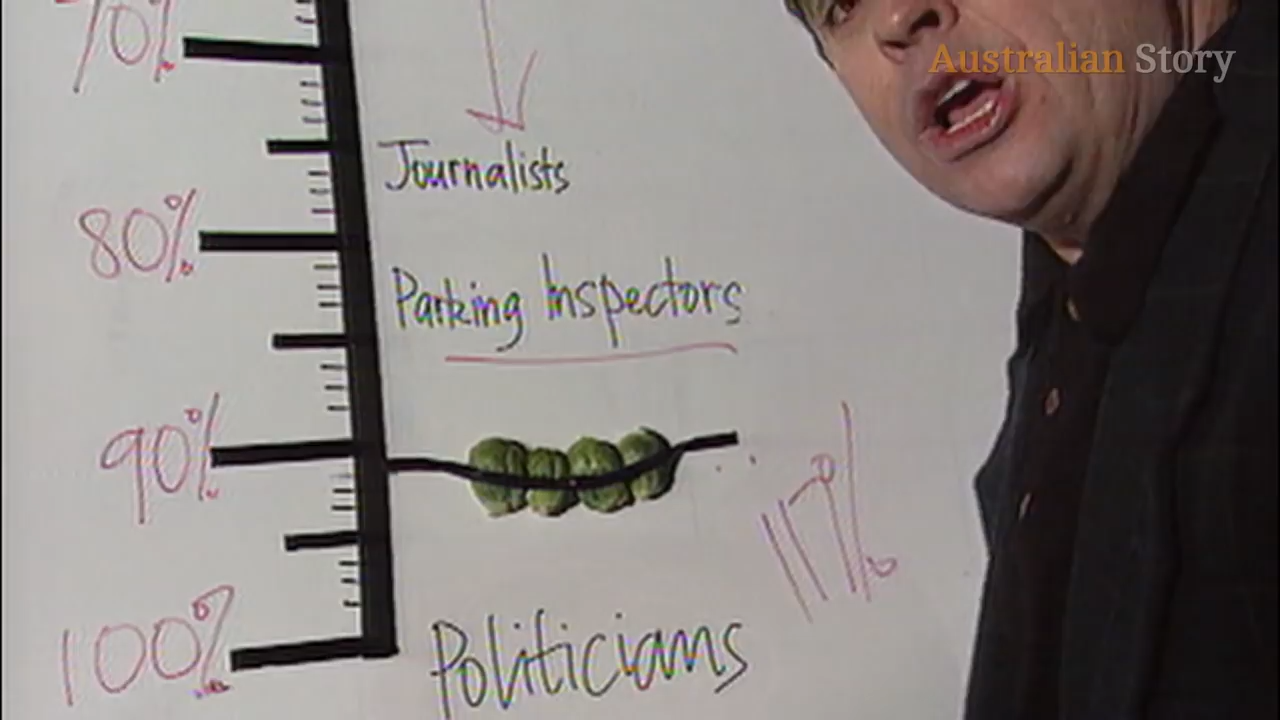 70%
Australian Story
Journalists
80%
Parking Inspectors
90%
117%
100%
Politicians